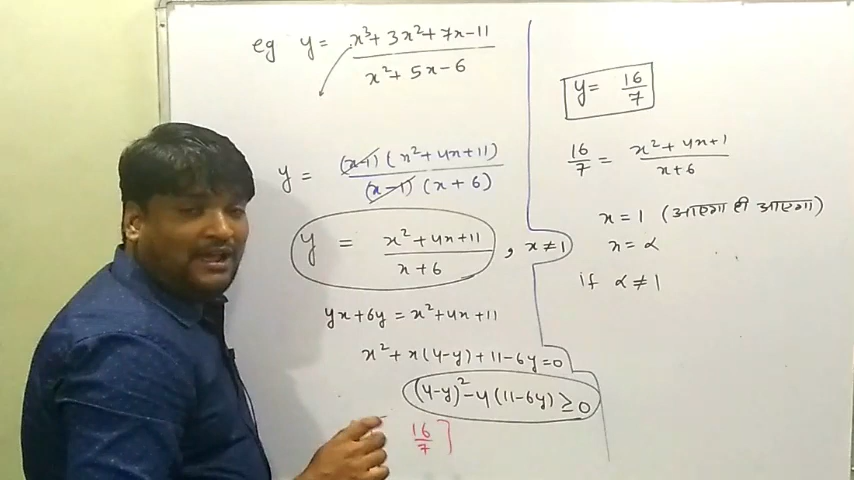 eg y = x³+3x²+7x-11 / x²+5x-6
y = (x-1)(x²+4x+11) / (x-1)(x+6)
y = x²+4x+11 / x+6 , x≠1
yx+6y = x²+4x+11
x²+x(4-y)+11-6y=0
(4-y)²-4(11-6y) ≥ 0
16/7]
y = 16/7
16/7 = x²+4x+1 / x+6
x=1 (आएगा ही आएगा)
x=α
if α≠1